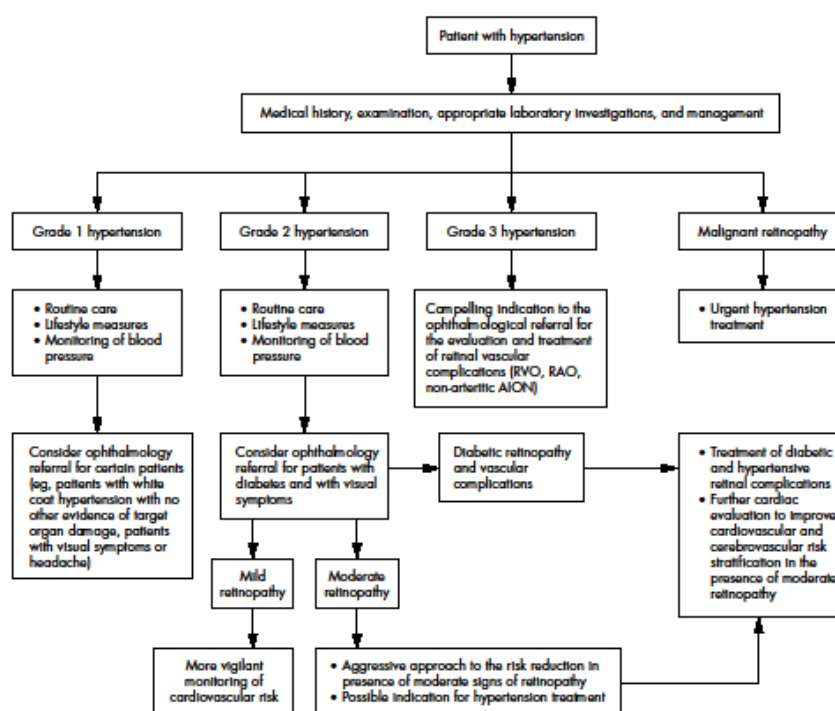 Patient with hypertension
Medical history, examination, appropriate laboratory investigations, and management
Grade 1 hypertension
Grade 2 hypertension
Grade 3 hypertension
Malignant retinopathy
• Routine care
• Lifestyle measures
• Monitoring of blood
pressure
• Routine care
• Lifestyle measures
• Monitoring of blood
pressure
Campelling indication to the
ophthalmological referral for
the evaluation and treatment
of retinal vascular
complications (RVO, RAO,
non-arteritic AION)
• Urgent hypertension
treatment
Consider ophthalmology
referral for certain patients
(eg, patients with white
coat hypertension with no
other evidence of target
organ damage, patients
with visual symptoms or
headache)
Consider ophthalmology
referral for patients with
diabetes and with visual
symptoms
Diabetic retinopathy
and vascular
complications
• Treatment of diabetic
and hypertensive
retinal complications
• Further cardiac
evaluation to improve
cardiovascular and
cerebrovascular risk
stratification in the
presence of moderate
retinopathy
Mild
retinopathy
Moderate
retinopathy
More vigilant
monitoring of
cardiovascular risk
• Aggressive approach to the risk reduction in
presence of moderate signs of retinopathy
• Possible indication for hypertension treatment